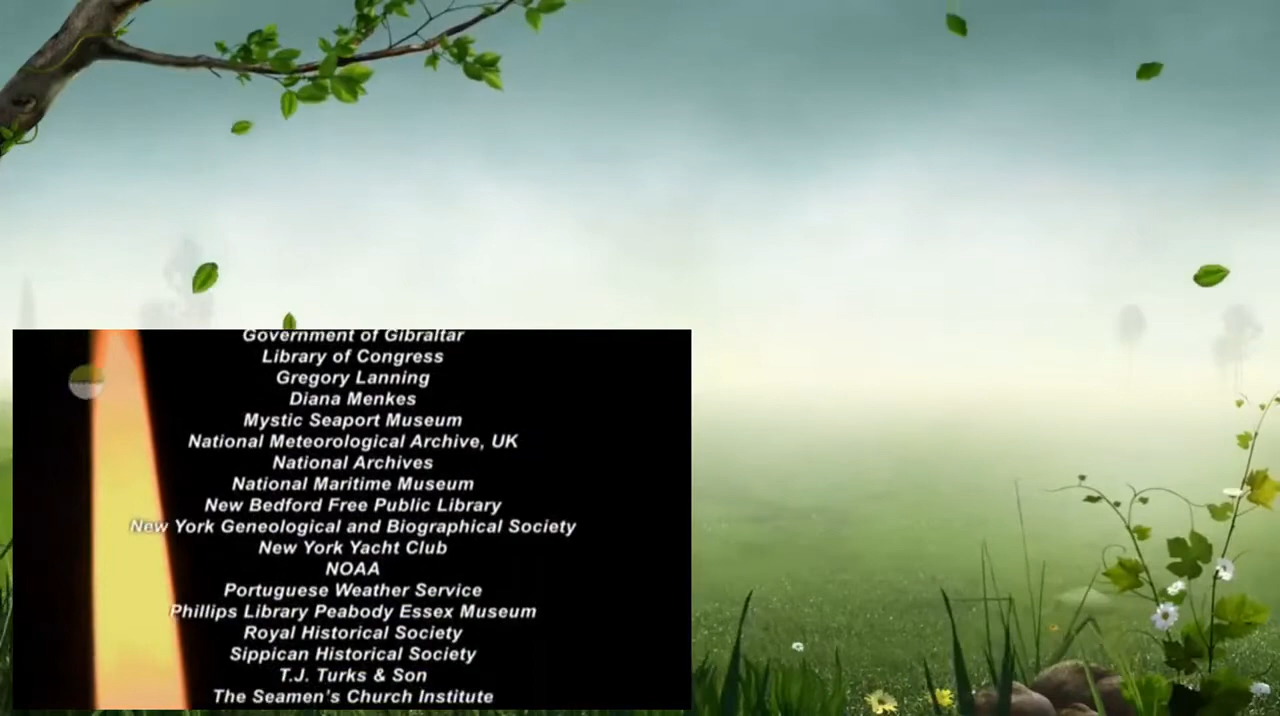 Government of Gibraltar
Library of Congress
Gregory Lanning
Diana Menkes
Mystic Seaport Museum
National Meteorological Archive, UK
National Archives
National Maritime Museum
New Bedford Free Public Library
New York Geneological and Biographical Society
New York Yacht Club
NOAA
Portuguese Weather Service
Phillips Library Peabody Essex Museum
Royal Historical Society
Sippican Historical Society
T.J. Turks & Son
The Seamen's Church Institute